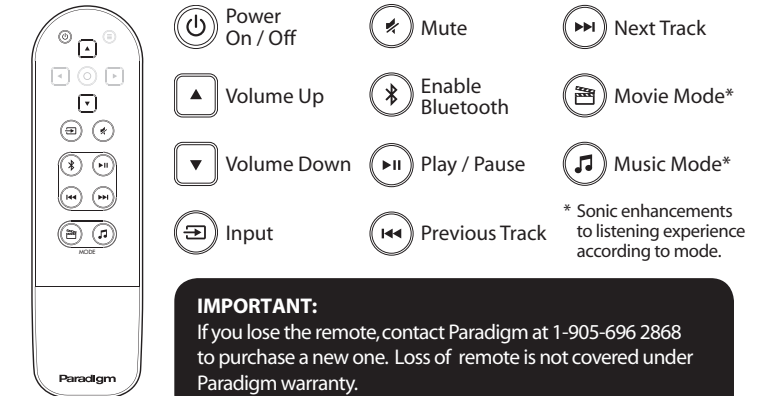 Power
On / Off
Mute
Next Track
Volume Up
Enable
Bluetooth
Movie Mode*
Volume Down
Play / Pause
Music Mode*
Input
Previous Track
* Sonic enhancements
to listening experience
according to mode.
MODE
Paradigm
IMPORTANT:
If you lose the remote, contact Paradigm at 1-905-696 2868
to purchase a new one. Loss of remote is not covered under
Paradigm warranty.